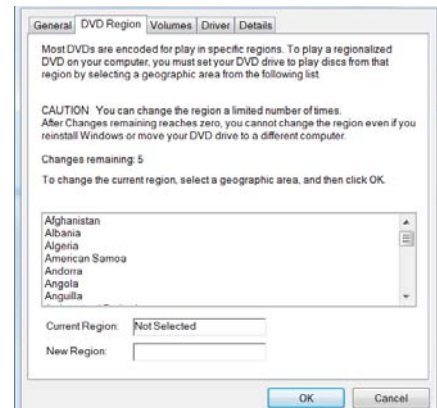 General DVD Region Volumes Driver Details
Most DVDs are encoded for play in specific regions. To play a regionalized
DVD on your computer, you must set your DVD drive to play discs from that
region by selecting a geographic area from the following list
CAUTION You can change the region a limited number of times.
After Changes remaining reaches zero, you cannot change the region even if you
reinstall Windows or move your DVD drive to a different computer.
Changes remaining: 5
To change the current region, select a geographic area, and then click OK.
Afghanistan
Albania
Algeria
American Samoa
Andorra
Angola
Anguilla
Current Region: Not Selected
New Region:
OK Cancel